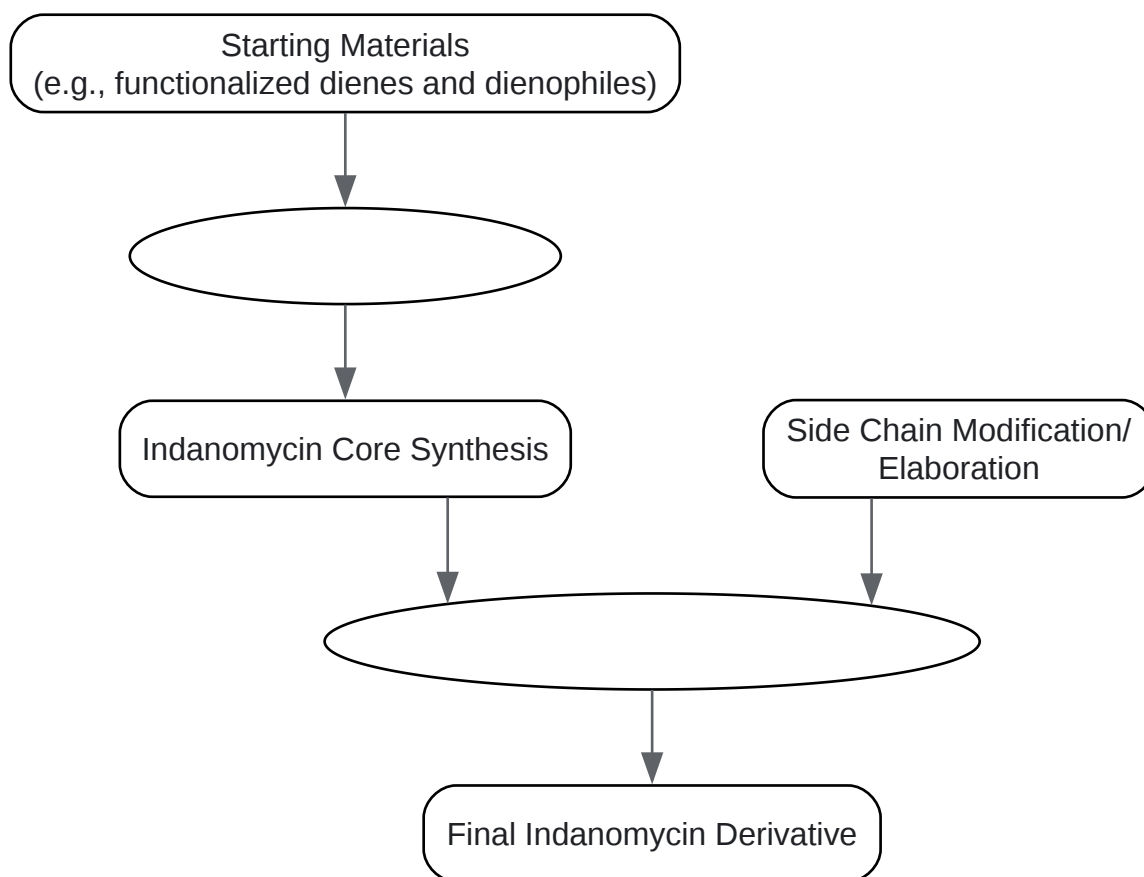 Starting Materials
(e.g., functionalized dienes and dienophiles)
Indanomycin Core Synthesis
Side Chain Modification/
Elaboration
Final Indanomycin Derivative